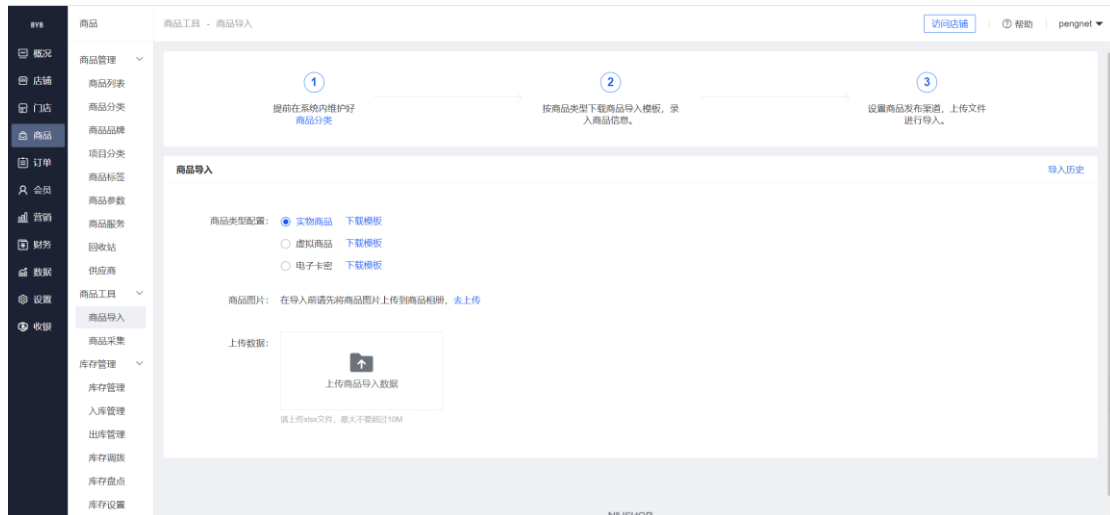 BYB
商品
商品工具 - 商品导入
访问店铺
帮助
pengnet
概况
店铺
门店
商品
订单
会员
营销
财务
数据
设置
收银
商品管理
商品列表
商品分类
商品品牌
项目分类
商品标签
商品参数
商品服务
回收站
供应商
商品工具
商品导入
商品采集
库存管理
库存管理
入库管理
出库管理
库存调拨
库存盘点
库存设置
1
提前在系统内维护好
商品分类
2
按商品类型下载商品导入模板，录
入商品信息。
3
设置商品发布渠道，上传文件
进行导入。
商品导入
导入历史
商品类型配置： 实物商品 下载模板
虚拟商品 下载模板
电子卡密 下载模板
商品图片： 在导入前请先将商品图片上传到商品相册，去上传
上传数据：
上传商品导入数据
请上传xlsx文件，最大不要超过10M